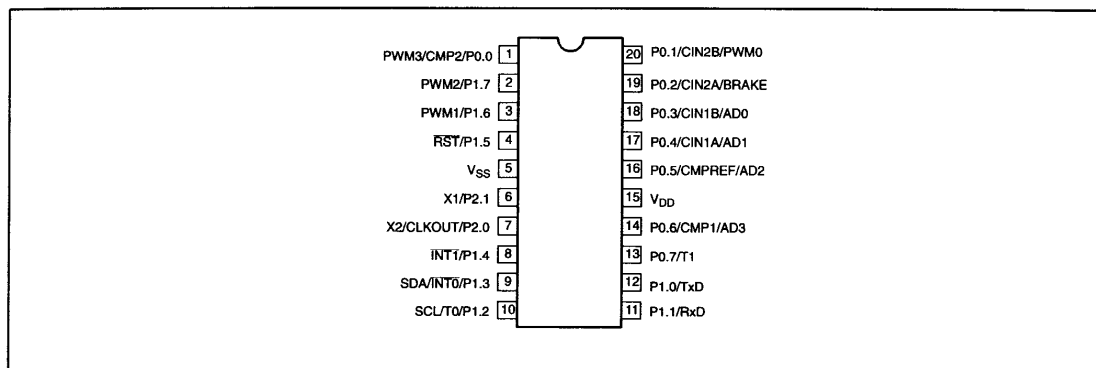 PWM3/CMP2/P0.0 1 20 P0.1/CIN2B/PWM0
PWM2/P1.7 2 19 P0.2/CIN2A/BRAKE
PWM1/P1.6 3 18 P0.3/CIN1B/AD0
RST/P1.5 4 17 P0.4/CIN1A/AD1
VSS 5 16 P0.5/CMPREF/AD2
X1/P2.1 6 15 VDD
X2/CLKOUT/P2.0 7 14 P0.6/CMP1/AD3
INT1/P1.4 8 13 P0.7/T1
SDA/INT0/P1.3 9 12 P1.0/TxD
SCL/T0/P1.2 10 11 P1.1/RxD